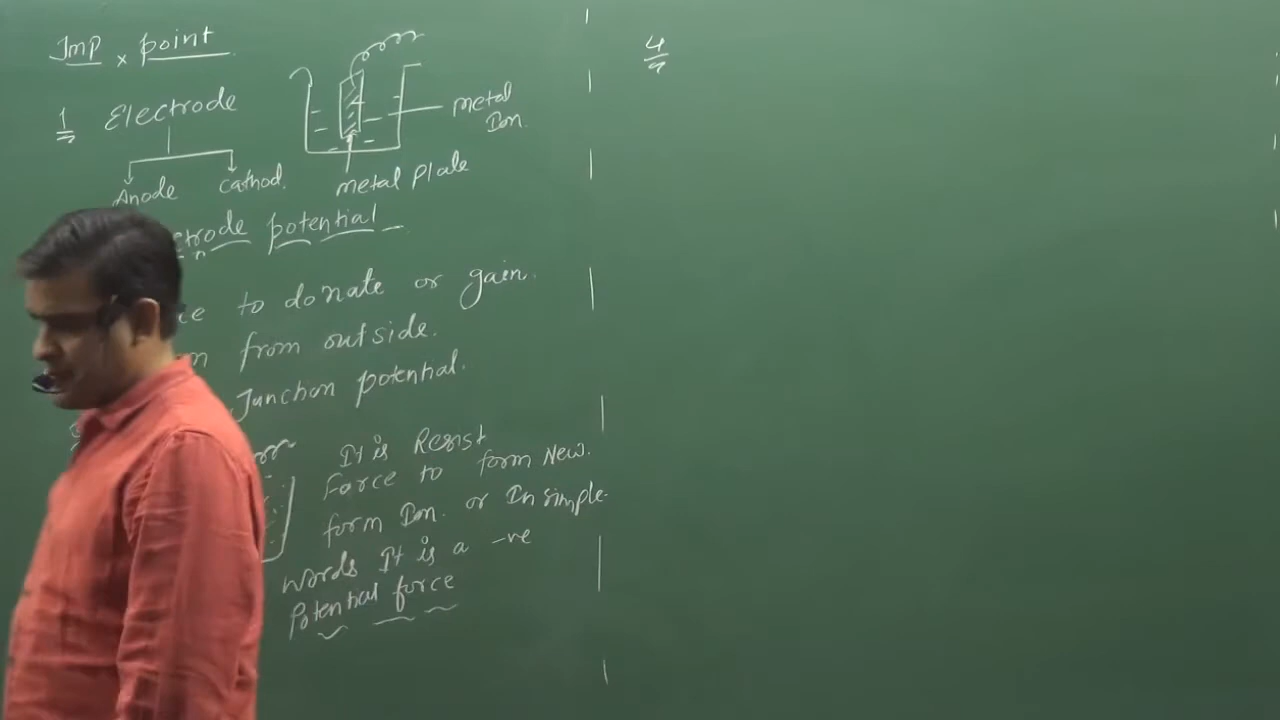 Imp × point
1 Electrode
Anode Cathod.
metal Ion.
metal plate
trode potential
ce to donate or gain.
n from outside.
Junction potential.
It is Resist
Force to form New.
form Ion. or In simple.
words It is a -ve
Potential force
4